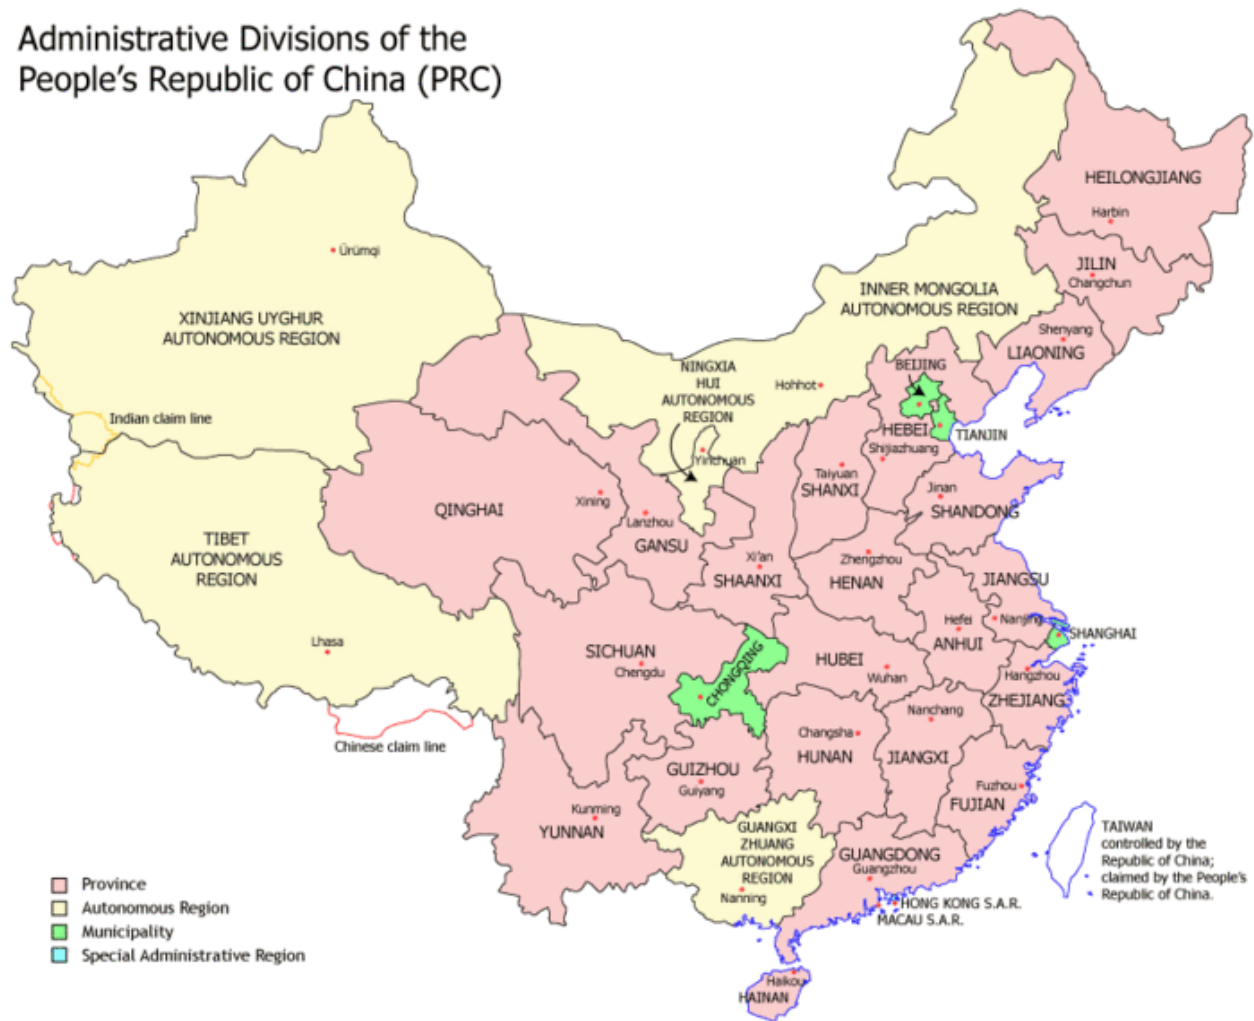 Administrative Divisions of the
People's Republic of China (PRC)
HEILONGJIANG
Harbin
JILIN
Changchun
Ürümqi
INNER MONGOLIA
AUTONOMOUS REGION
XINJIANG UYGHUR
AUTONOMOUS REGION
Shenyang
LIAONING
NINGXIA
HUI
AUTONOMOUS
REGION
BEIJING
Hohhot
Indian claim line
HEBEI
TIANJIN
Shijiazhuang
Yinchuan
Taiyuan
SHANXI
Jinan
SHANDONG
Xining
QINGHAI
Lanzhou
GANSU
TIBET
AUTONOMOUS
REGION
Xi'an
SHAANXI
Zhengzhou
HENAN
JIANGSU
Hefei
ANHUI
Nanjing
SHANGHAI
Lhasa
SICHUAN
Chengdu
CHONGQING
HUBEI
Wuhan
Hangzhou
ZHEJIANG
Nanchang
JIANGXI
Changsha
HUNAN
Chinese claim line
GUIZHOU
Guiyang
Fuzhou
FUJIAN
Kunming
YUNNAN
GUANGXI
ZHUANG
AUTONOMOUS
REGION
Nanning
GUANGDONG
Guangzhou
TAIWAN
controlled by the
Republic of China;
claimed by the People's
Republic of China.
HONG KONG S.A.R.
MACAU S.A.R.
Haikou
HAINAN
Province
Autonomous Region
Municipality
Special Administrative Region